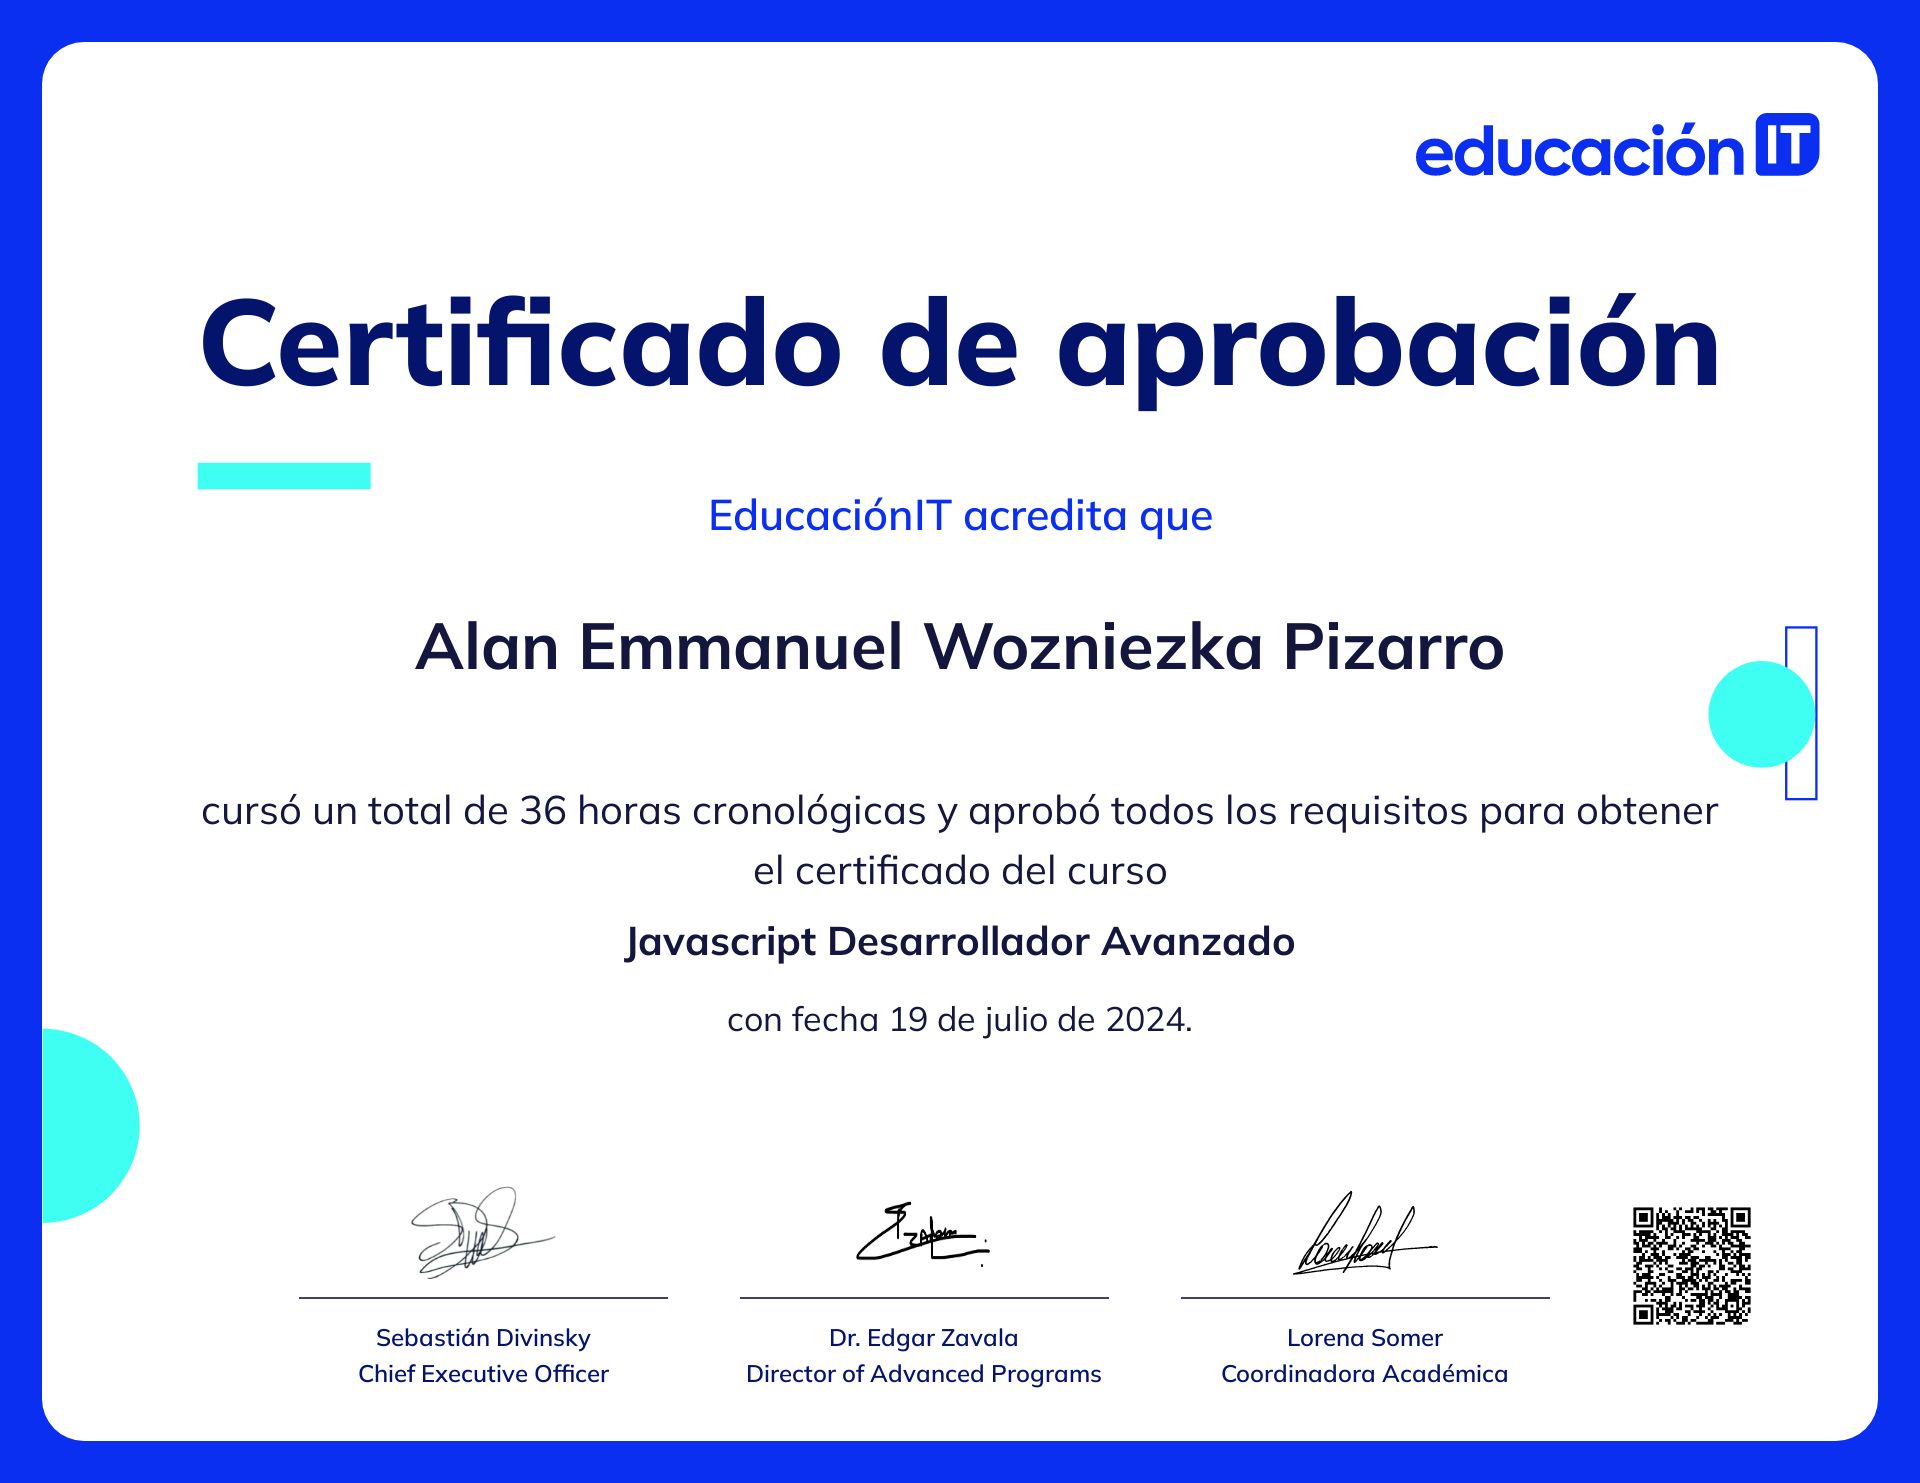 educación IT
Certificado de aprobación
EducaciónIT acredita que
Alan Emmanuel Wozniezka Pizarro
cursó un total de 36 horas cronológicas y aprobó todos los requisitos para obtener
el certificado del curso
Javascript Desarrollador Avanzado
con fecha 19 de julio de 2024.
Sebastián Divinsky
Chief Executive Officer
Dr. Edgar Zavala
Director of Advanced Programs
Lorena Somer
Coordinadora Académica